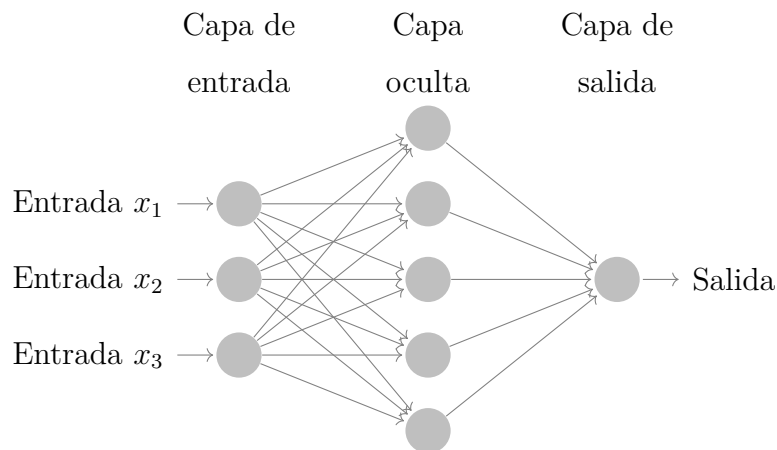 Capa de
entrada
Capa
oculta
Capa de
salida
Entrada x₁
Entrada x₂
Entrada x₃
Salida